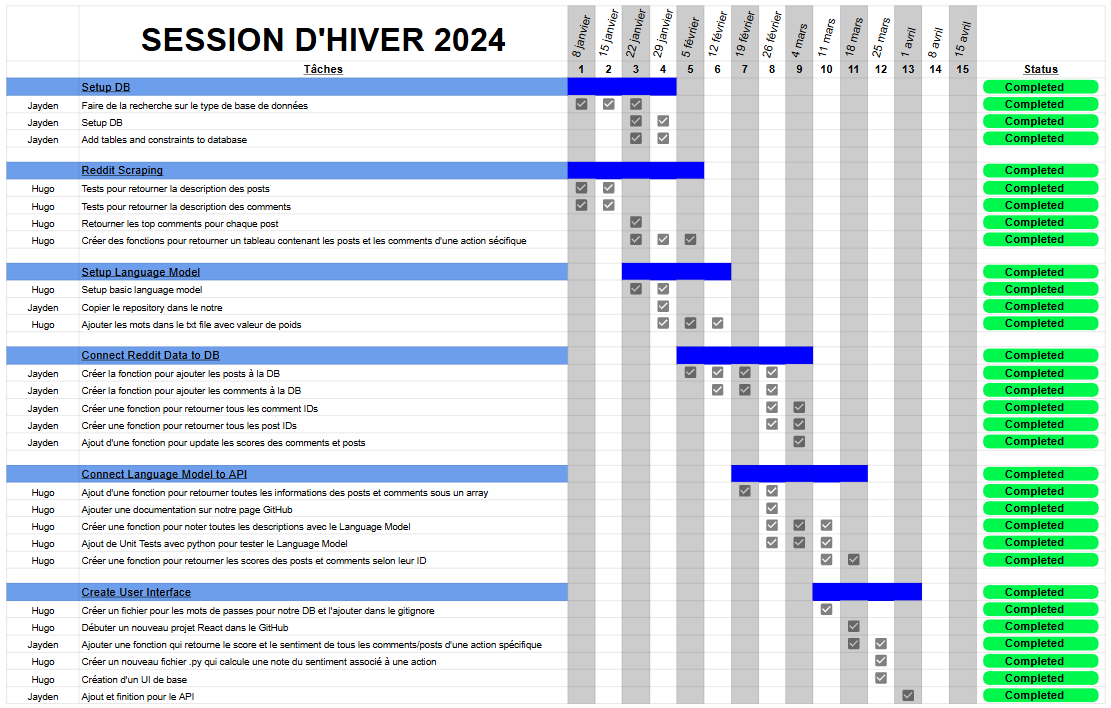 SESSION D'HIVER 2024
8 janvier 15 janvier 22 janvier 29 janvier 5 février 12 février 19 février 26 février 4 mars 11 mars 18 mars 25 mars 1 avril 8 avril 15 avril
Tâches 1 2 3 4 5 6 7 8 9 10 11 12 13 14 15 Status
Setup DB Completed
Jayden Faire de la recherche sur le type de base de données Completed
Jayden Setup DB Completed
Jayden Add tables and constraints to database Completed
Reddit Scraping Completed
Hugo Tests pour retourner la description des posts Completed
Hugo Tests pour retourner la description des comments Completed
Hugo Retourner les top comments pour chaque post Completed
Hugo Créer des fonctions pour retourner un tableau contenant les posts et les comments d'une action sécifique Completed
Setup Language Model Completed
Hugo Setup basic language model Completed
Jayden Copier le repository dans le notre Completed
Hugo Ajouter les mots dans le txt file avec valeur de poids Completed
Connect Reddit Data to DB Completed
Jayden Créer la fonction pour ajouter les posts à la DB Completed
Jayden Créer la fonction pour ajouter les comments à la DB Completed
Jayden Créer une fonction pour retourner tous les comment IDs Completed
Jayden Créer une fonction pour retourner tous les post IDs Completed
Jayden Ajout d'une fonction pour update les scores des comments et posts Completed
Connect Language Model to API Completed
Hugo Ajout d'une fonction pour retourner toutes les informations des posts et comments sous un array Completed
Hugo Ajouter une documentation sur notre page GitHub Completed
Hugo Créer une fonction pour noter toutes les descriptions avec le Language Model Completed
Hugo Ajout de Unit Tests avec python pour tester le Language Model Completed
Hugo Créer une fonction pour retourner les scores des posts et comments selon leur ID Completed
Create User Interface Completed
Hugo Créer un fichier pour les mots de passes pour notre DB et l'ajouter dans le gitignore Completed
Hugo Débuter un nouveau projet React dans le GitHub Completed
Jayden Ajouter une fonction qui retourne le score et le sentiment de tous les comments/posts d'une action spécifique Completed
Hugo Créer un nouveau fichier .py qui calcule une note du sentiment associé à une action Completed
Hugo Création d'un UI de base Completed
Jayden Ajout et finition pour le API Completed